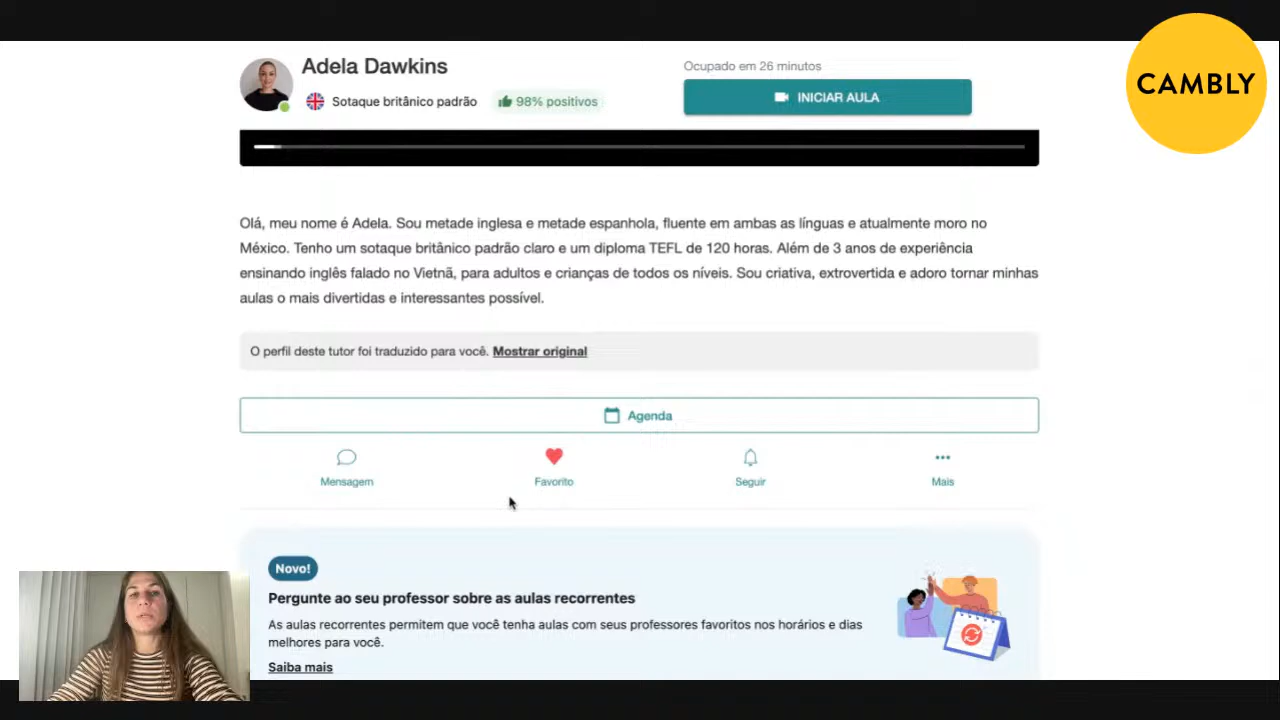 Adela Dawkins
Sotaque britânico padrão
98% positivos
Ocupado em 26 minutos
INICIAR AULA
CAMBLY
Olá, meu nome é Adela. Sou metade inglesa e metade espanhola, fluente em ambas as línguas e atualmente moro no
México. Tenho um sotaque britânico padrão claro e um diploma TEFL de 120 horas. Além de 3 anos de experiência
ensinando inglês falado no Vietnã, para adultos e crianças de todos os níveis. Sou criativa, extrovertida e adoro tornar minhas
aulas o mais divertidas e interessantes possível.
O perfil deste tutor foi traduzido para você. Mostrar original
Agenda
Mensagem
Favorito
Seguir
Mais
Novo!
Pergunte ao seu professor sobre as aulas recorrentes
As aulas recorrentes permitem que você tenha aulas com seus professores favoritos nos horários e dias
melhores para você.
Saiba mais